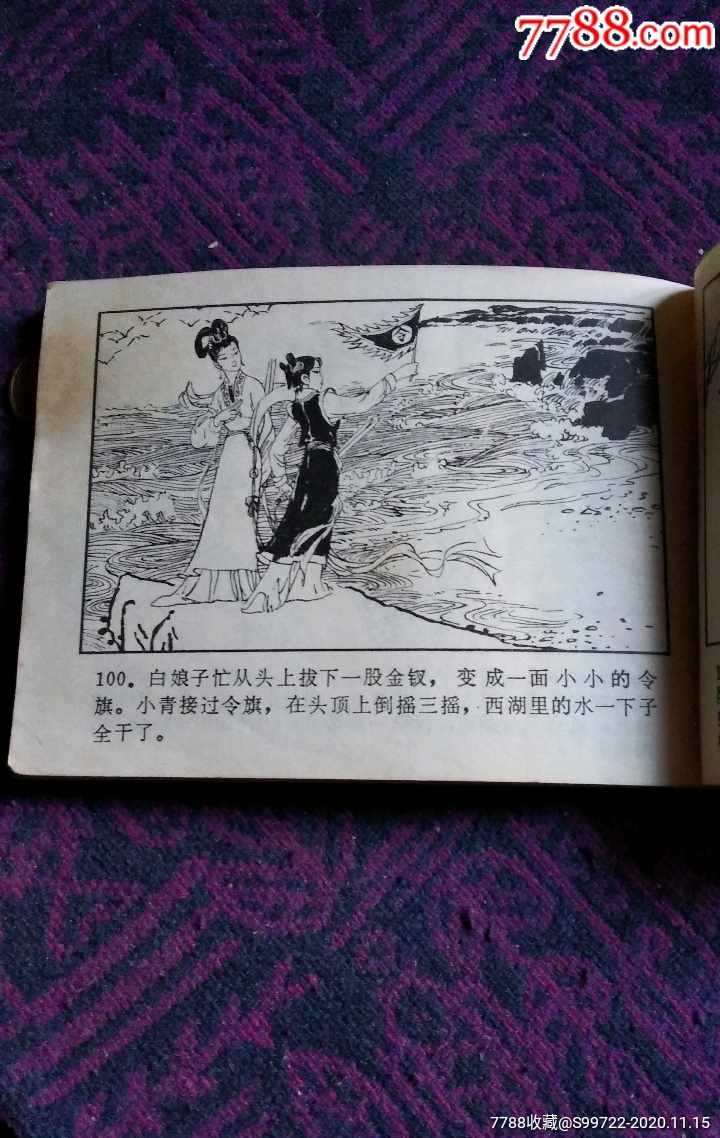 7788.com
100。白娘子忙从头上拔下一股金钗，变成一面小小的令
旗。小青接过令旗，在头顶上倒摇三摇，西湖里的水一下子
全干了。
7788收藏@S99722-2020.11.15